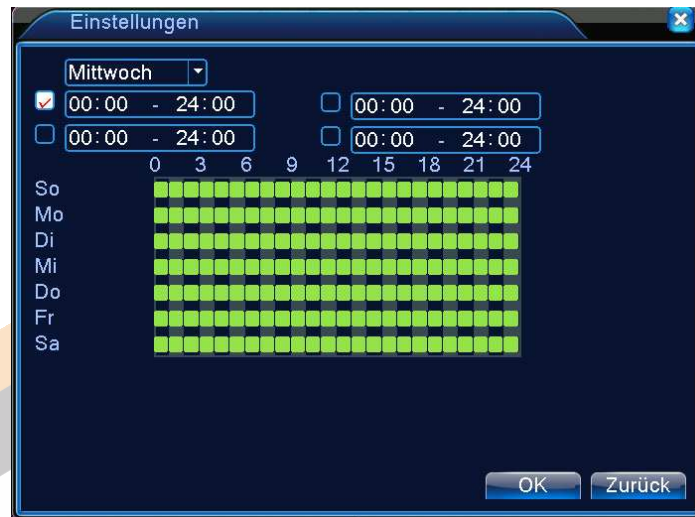 Einstellungen
Mittwoch
00:00 - 24:00 00:00 - 24:00
00:00 - 24:00 00:00 - 24:00
0 3 6 9 12 15 18 21 24
So
Mo
Di
Mi
Do
Fr
Sa
OK Zurück